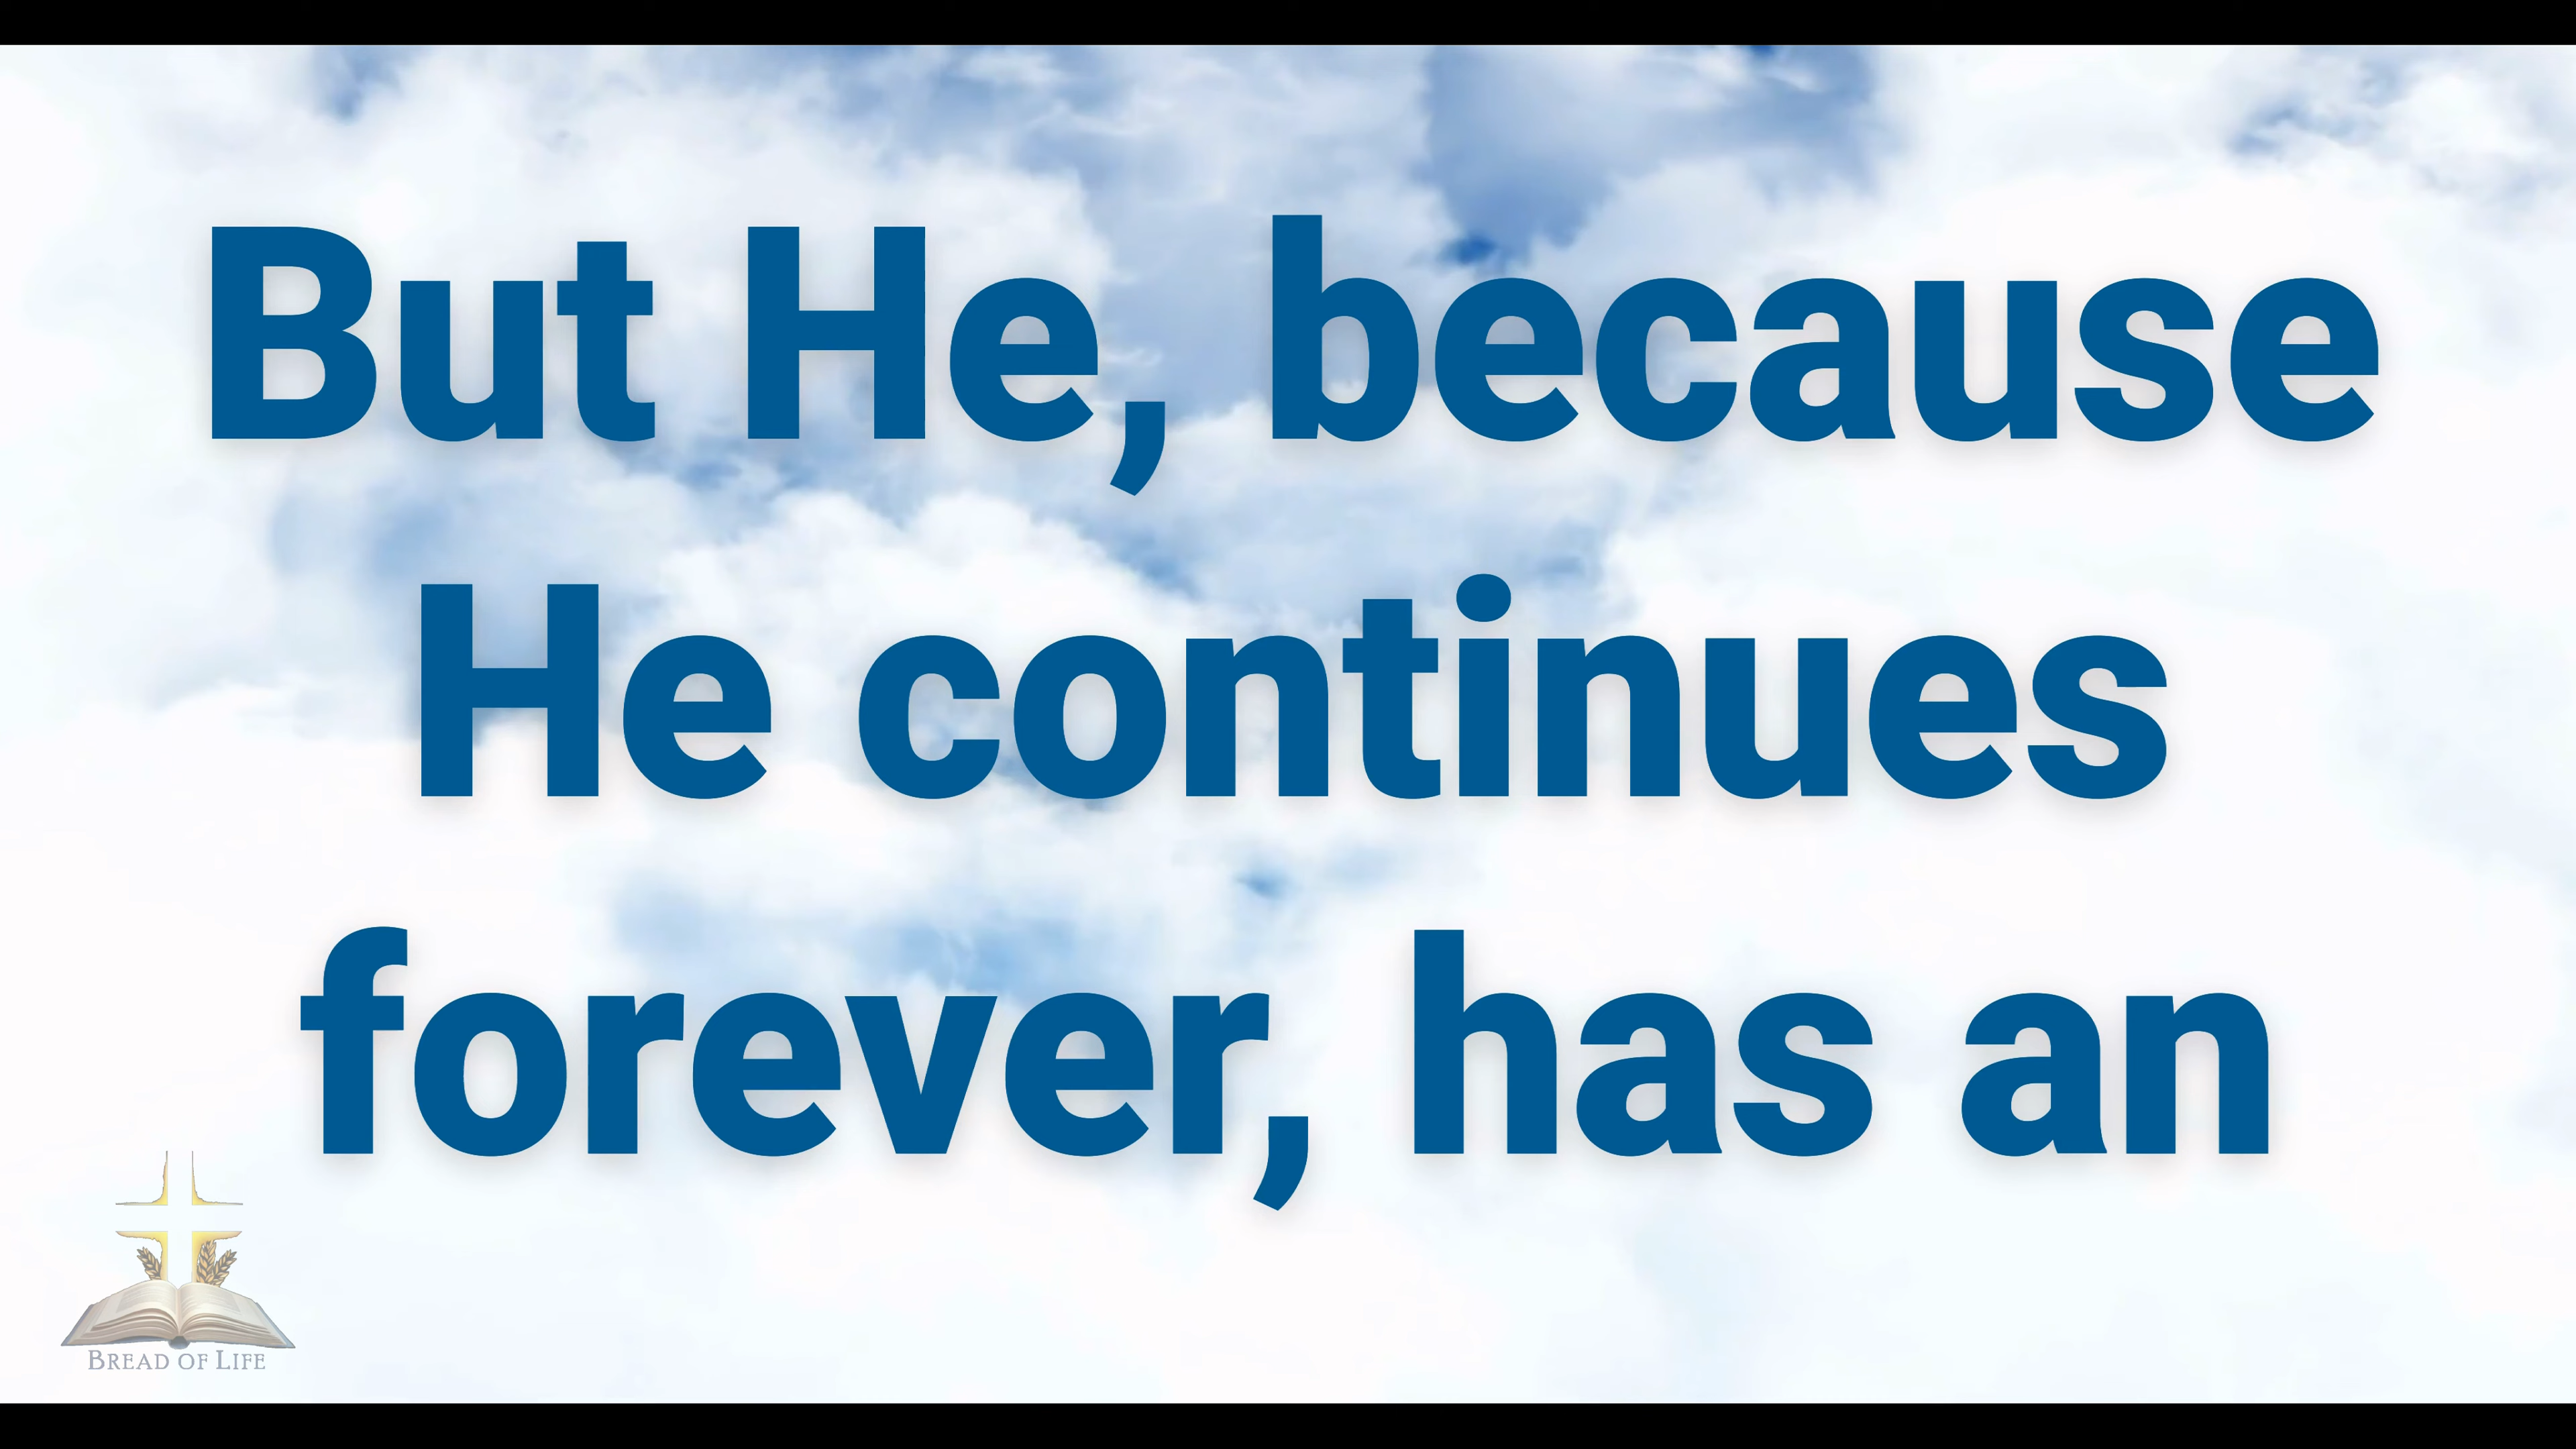 But He, because
He continues
forever, has an
BREAD OF LIFE